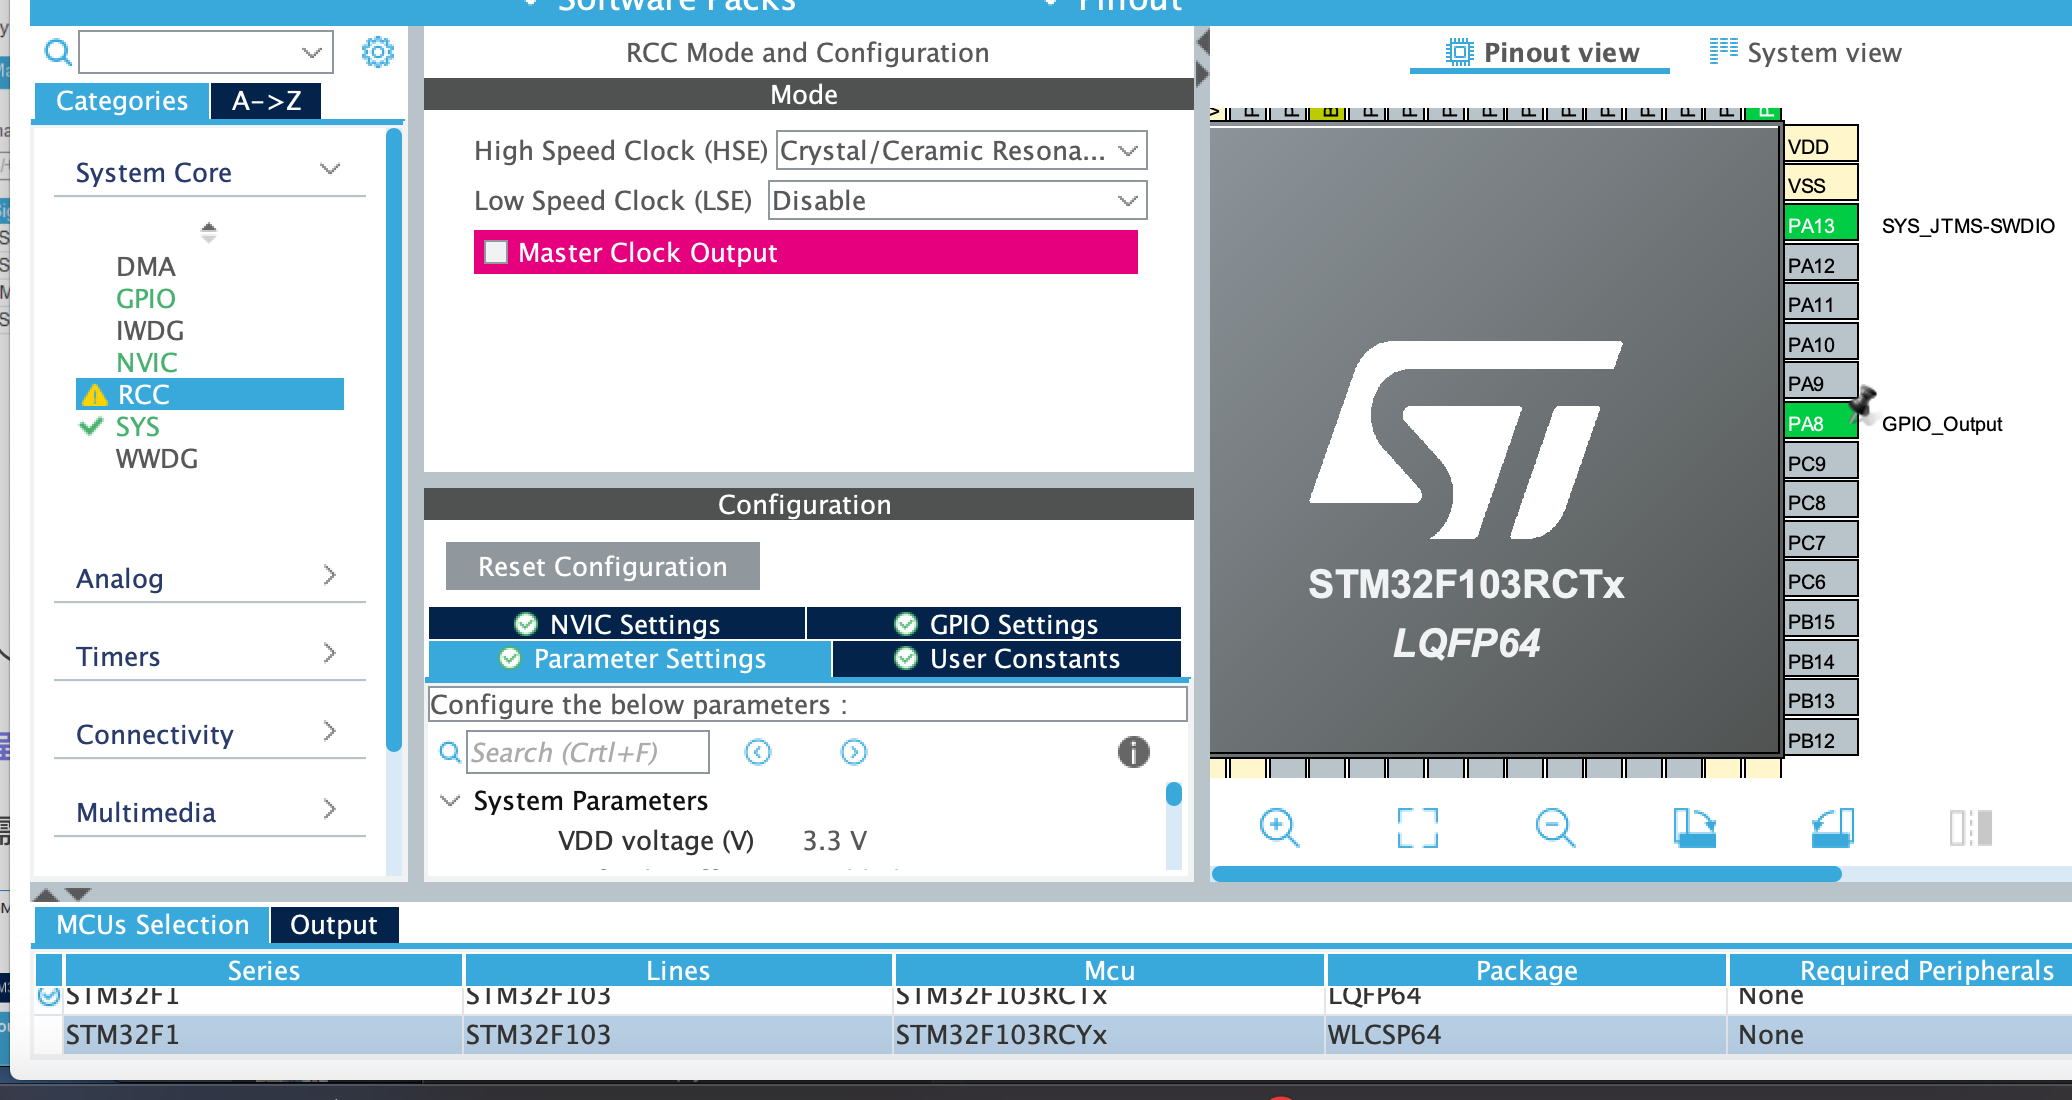 Software Packs
Pinout
RCC Mode and Configuration
Pinout view
System view
Categories
A->Z
Mode
System Core
High Speed Clock (HSE)
Crystal/Ceramic Resona...
Low Speed Clock (LSE)
Disable
Master Clock Output
DMA
GPIO
IWDG
NVIC
RCC
SYS
WWDG
Analog
Timers
Connectivity
Multimedia
Configuration
Reset Configuration
NVIC Settings
GPIO Settings
Parameter Settings
User Constants
Configure the below parameters :
Search (Crtl+F)
System Parameters
VDD voltage (V)
3.3 V
VDD
VSS
PA13
SYS_JTMS-SWDIO
PA12
PA11
PA10
PA9
PA8
GPIO_Output
PC9
PC8
PC7
PC6
PB15
PB14
PB13
PB12
STM32F103RCTx
LQFP64
MCUs Selection
Output
Series
Lines
Mcu
Package
Required Peripherals
STM32F1
STM32F103
STM32F103RCTx
LQFP64
None
STM32F1
STM32F103
STM32F103RCYx
WLCSP64
None